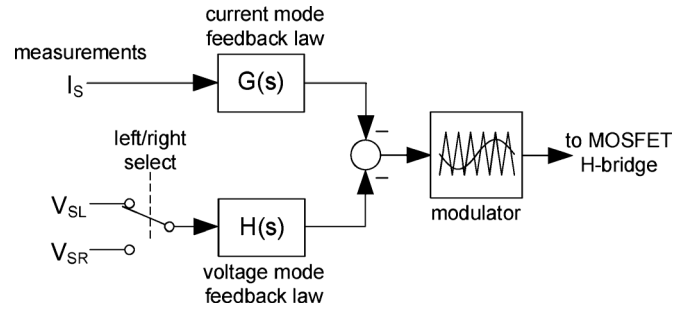 current mode
feedback law
measurements
I_S
G(s)
−
left/right
select
−
to MOSFET
H-bridge
modulator
V_SL
V_SR
H(s)
voltage mode
feedback law